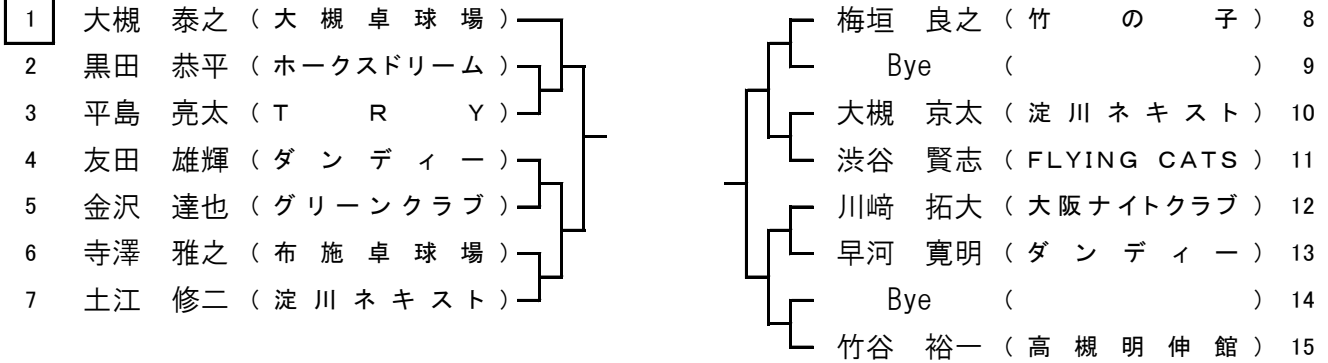 1 大槻 泰之 ( 大槻卓球場 )
2 黒田 恭平 ( ホークスドリーム )
3 平島 亮太 ( TRY )
4 友田 雄輝 ( ダンディー )
5 金沢 達也 ( グリーンクラブ )
6 寺澤 雅之 ( 布施卓球場 )
7 土江 修二 ( 淀川ネキスト )
梅垣 良之 ( 竹の子 ) 8
Bye ( ) 9
大槻 京太 ( 淀川ネキスト ) 10
渋谷 賢志 ( FLYING CATS ) 11
川﨑 拓大 ( 大阪ナイトクラブ ) 12
早河 寛明 ( ダンディー ) 13
Bye ( ) 14
竹谷 裕一 ( 高槻明伸館 ) 15